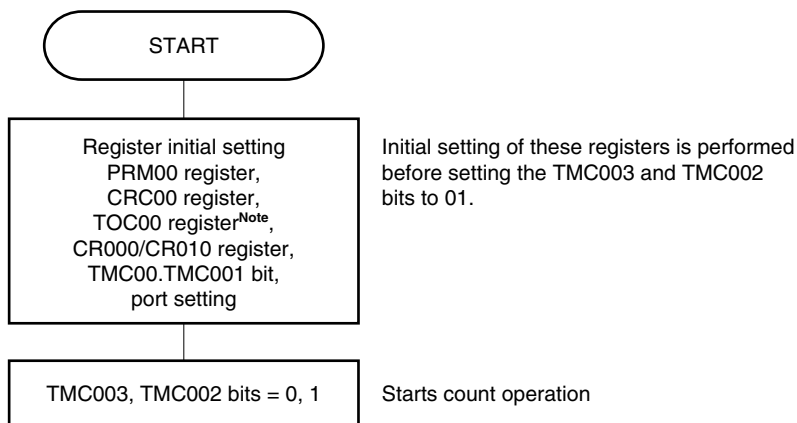 START
Register initial setting
PRM00 register,
CRC00 register,
TOC00 registerNote,
CR000/CR010 register,
TMC00.TMC001 bit,
port setting
Initial setting of these registers is performed
before setting the TMC003 and TMC002
bits to 01.
TMC003, TMC002 bits = 0, 1
Starts count operation